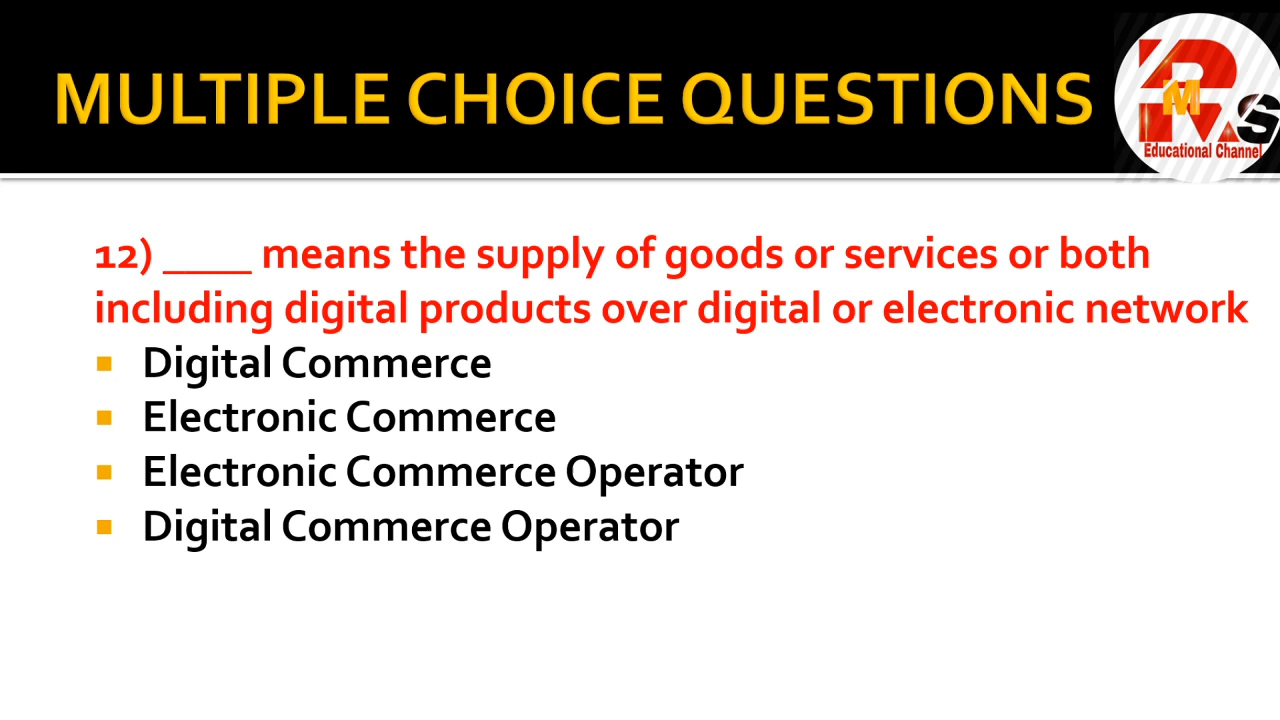 MULTIPLE CHOICE QUESTIONS
RMS
Educational Channel
12) ____ means the supply of goods or services or both
including digital products over digital or electronic network
Digital Commerce
Electronic Commerce
Electronic Commerce Operator
Digital Commerce Operator